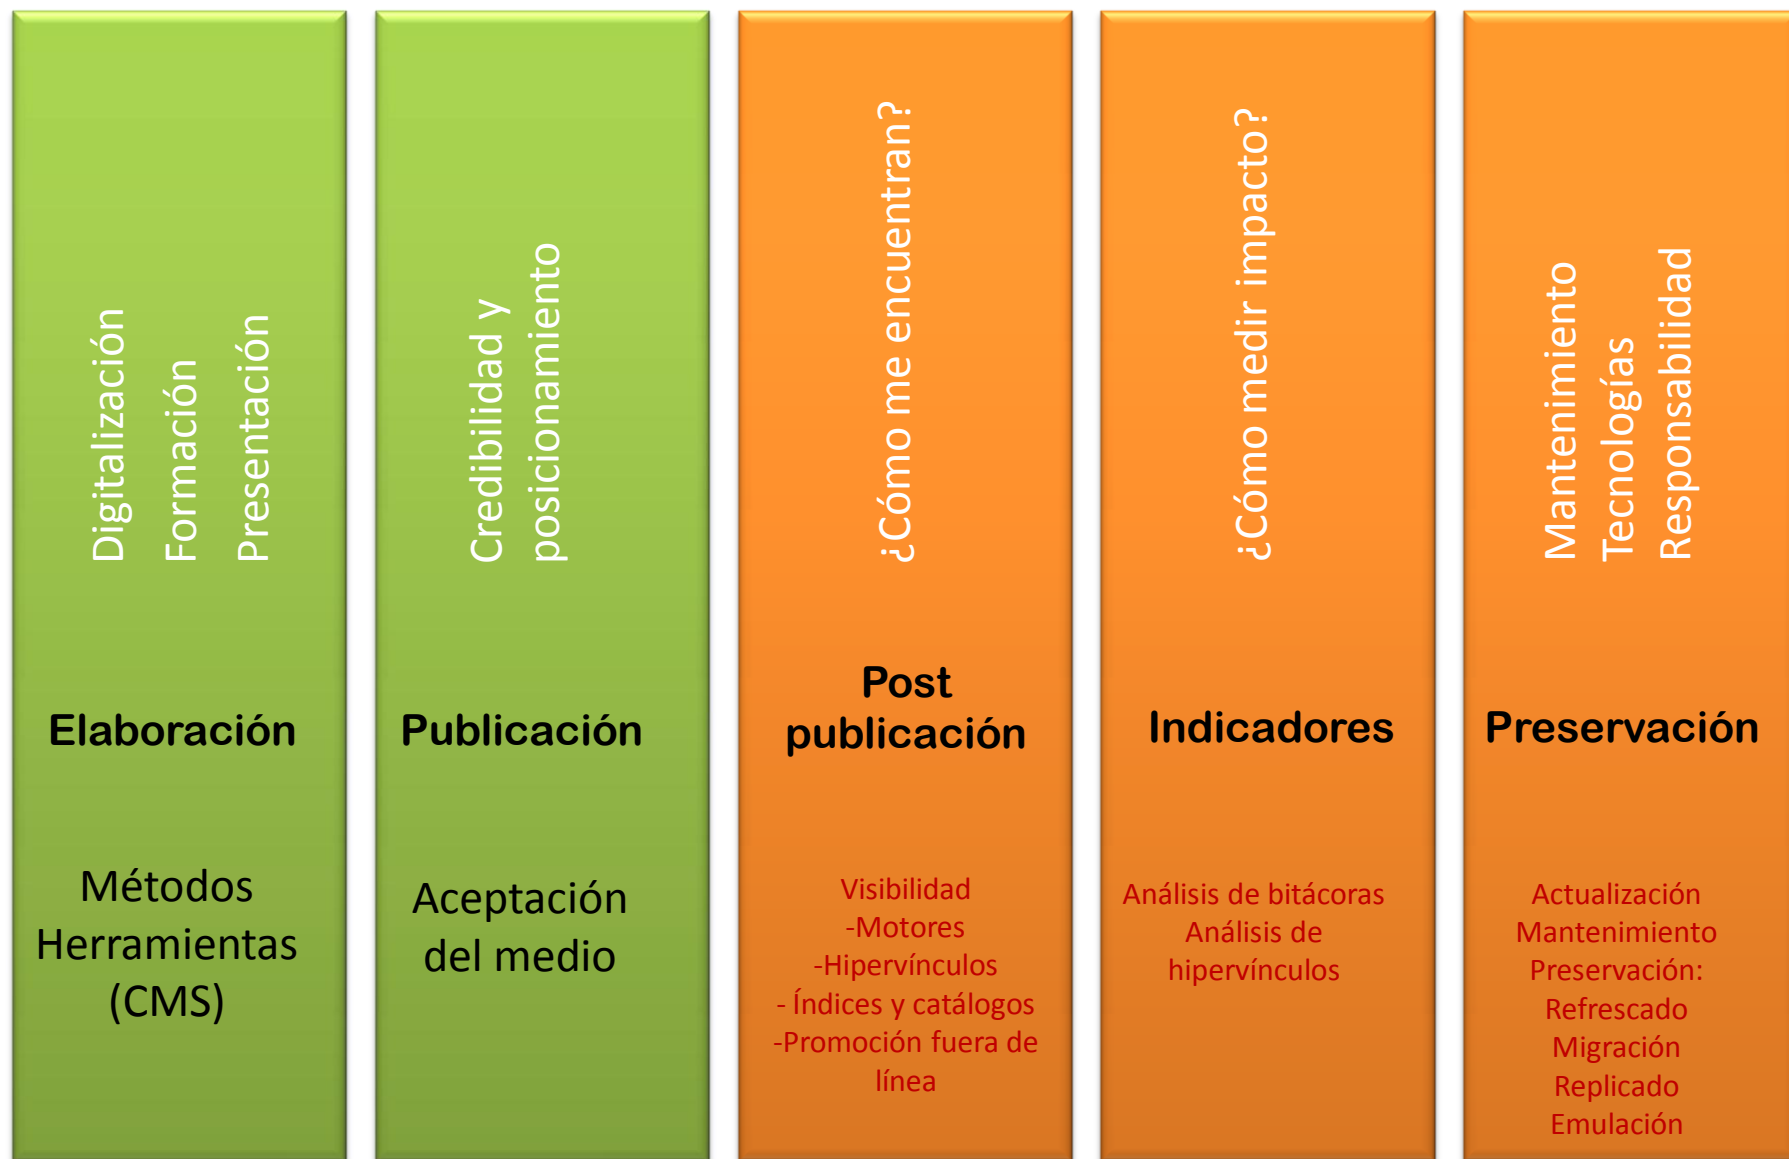 Digitalización
Formación
Presentación
Elaboración
Métodos
Herramientas
(CMS)
Credibilidad y
posicionamiento
Publicación
Aceptación
del medio
¿Cómo me encuentran?
Post
publicación
Visibilidad
-Motores
-Hipervínculos
- Índices y catálogos
-Promoción fuera de
línea
¿Cómo medir impacto?
Indicadores
Análisis de bitácoras
Análisis de
hipervínculos
Mantenimiento
Tecnologías
Responsabilidad
Preservación
Actualización
Mantenimiento
Preservación:
Refrescado
Migración
Replicado
Emulación